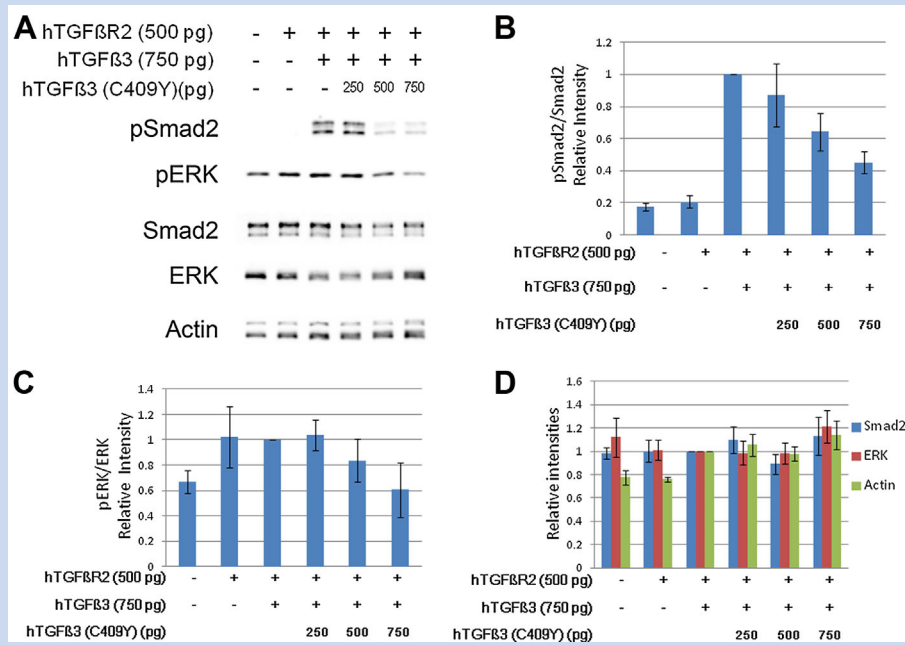 A
hTGFßR2 (500 pg) - + + + + +
hTGFß3 (750 pg) - - + + + +
hTGFß3 (C409Y)(pg) - - - 250 500 750
pSmad2
pERK
Smad2
ERK
Actin
B
pSmad2/Smad2
Relative Intensity
1.2
1
0.8
0.6
0.4
0.2
0
hTGFßR2 (500 pg) - + + + + +
hTGFß3 (750 pg) - - + + + +
hTGFß3 (C409Y) (pg) 250 500 750
C
pERK/ERK
Relative Intensity
1.4
1.2
1
0.8
0.6
0.4
0.2
0
hTGFßR2 (500 pg) - + + + + +
hTGFß3 (750 pg) - - + + + +
hTGFß3 (C409Y) (pg) 250 500 750
D
Relative intensities
1.6
1.4
1.2
1
0.8
0.6
0.4
0.2
0
Smad2
ERK
Actin
hTGFßR2 (500 pg) - + + + + +
hTGFß3 (750 pg) - - + + + +
hTGFß3 (C409Y) (pg) 250 500 750